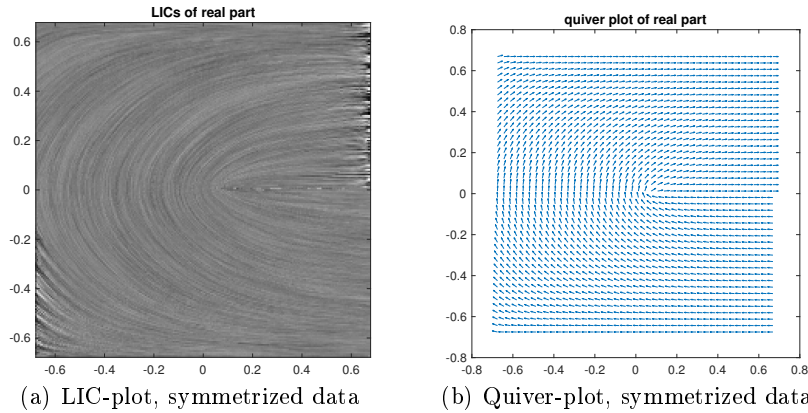 LICs of real part
0.6
0.4
0.2
0
-0.2
-0.4
-0.6
-0.6 -0.4 -0.2 0 0.2 0.4 0.6
(a) LIC-plot, symmetrized data
quiver plot of real part
0.8
0.6
0.4
0.2
0
-0.2
-0.4
-0.6
-0.8
-0.8 -0.6 -0.4 -0.2 0 0.2 0.4 0.6 0.8
(b) Quiver-plot, symmetrized data